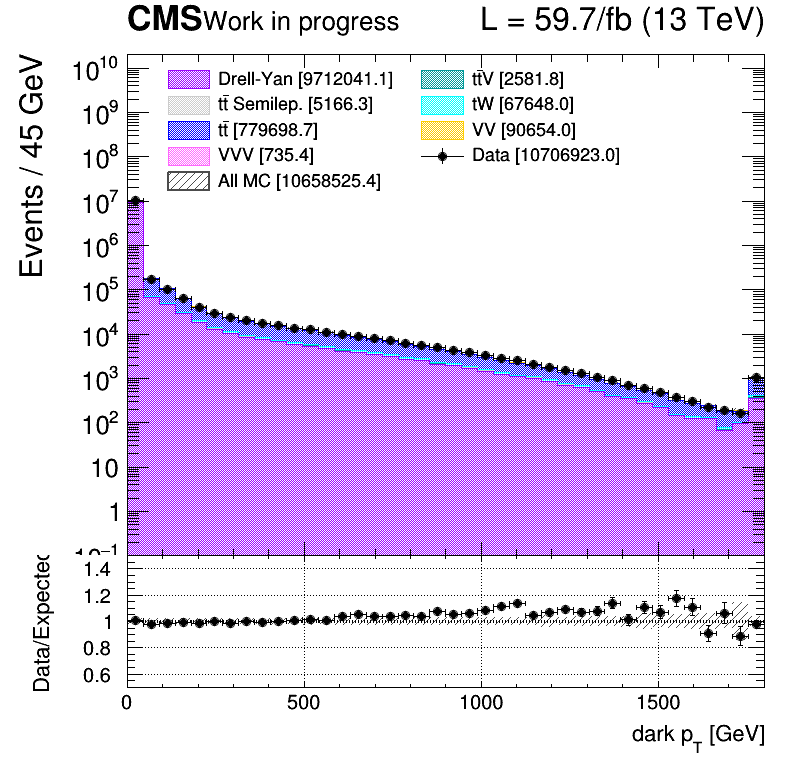 CMS Work in progress L = 59.7/fb (13 TeV)
Events / 45 GeV
Drell-Yan [9712041.1]
tt̄ Semilep. [5166.3]
tt̄ [779698.7]
VVV [735.4]
All MC [10658525.4]
tt̄V [2581.8]
tW [67648.0]
VV [90654.0]
Data [10706923.0]
10¹⁰
10⁹
10⁸
10⁷
10⁶
10⁵
10⁴
10³
10²
10
1
10⁻¹
Data/Expected
1.4
1.2
1
0.8
0.6
0 500 1000 1500
dark p_T [GeV]